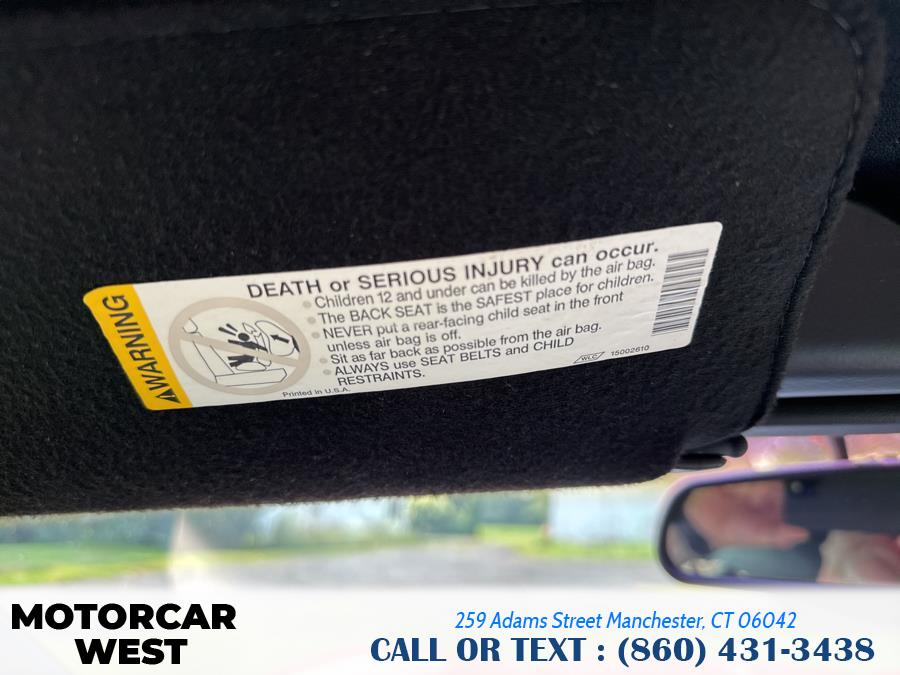 WARNING
DEATH or SERIOUS INJURY can occur.
Children 12 and under can be killed by the air bag.
The BACK SEAT is the SAFEST place for children.
NEVER put a rear-facing child seat in the front
unless air bag is off.
Sit as far back as possible from the air bag.
ALWAYS use SEAT BELTS and CHILD
RESTRAINTS.
Printed in U.S.A.
WLC 15002610
MOTORCAR
WEST
259 Adams Street Manchester, CT 06042
CALL OR TEXT : (860) 431-3438